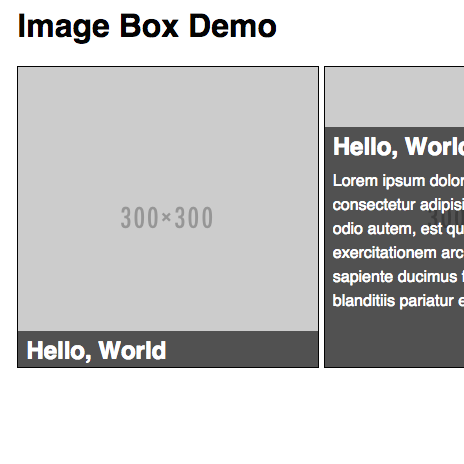 Image Box Demo
300×300
Hello, World
Hello, World
Lorem ipsum dolor
consectetur adipisi
odio autem, est qu
exercitationem arc
sapiente ducimus
blanditiis pariatur e